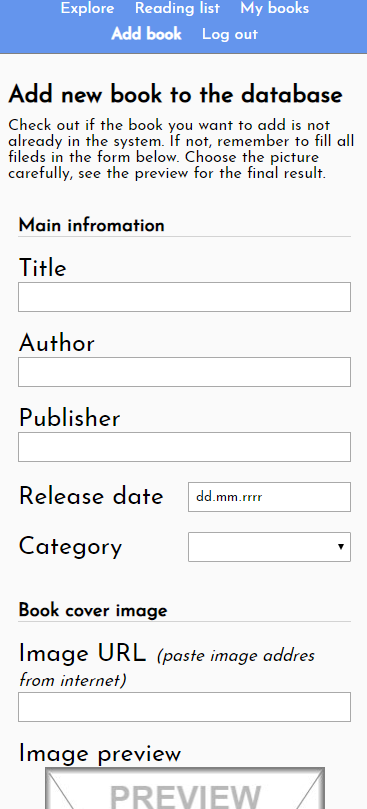 Explore Reading list My books
Add book Log out
Add new book to the database
Check out if the book you want to add is not
already in the system. If not, remember to fill all
fileds in the form below. Choose the picture
carefully, see the preview for the final result.
Main infromation
Title
Author
Publisher
Release date dd.mm.rrrr
Category
Book cover image
Image URL (paste image addres
from internet)
Image preview
PREVIEW